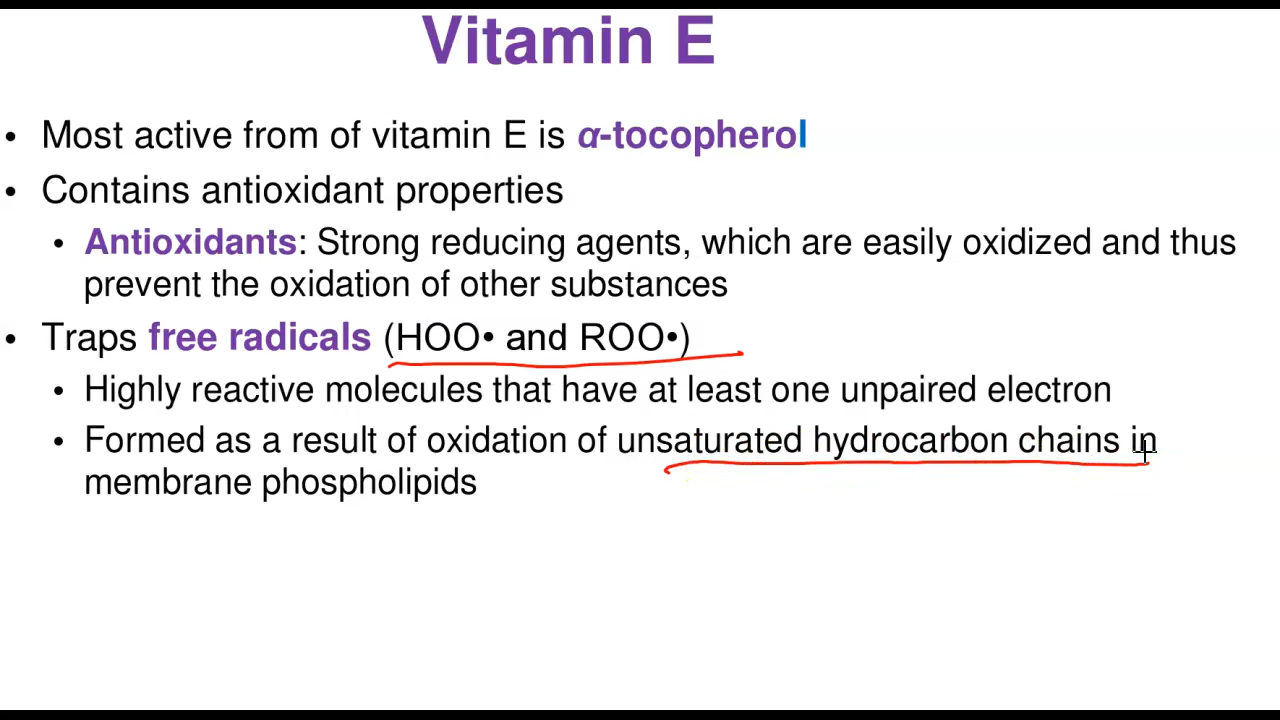 Vitamin E
• Most active from of vitamin E is α-tocopherol
• Contains antioxidant properties
• Antioxidants: Strong reducing agents, which are easily oxidized and thus
prevent the oxidation of other substances
• Traps free radicals (HOO• and ROO•)
• Highly reactive molecules that have at least one unpaired electron
• Formed as a result of oxidation of unsaturated hydrocarbon chains in
membrane phospholipids